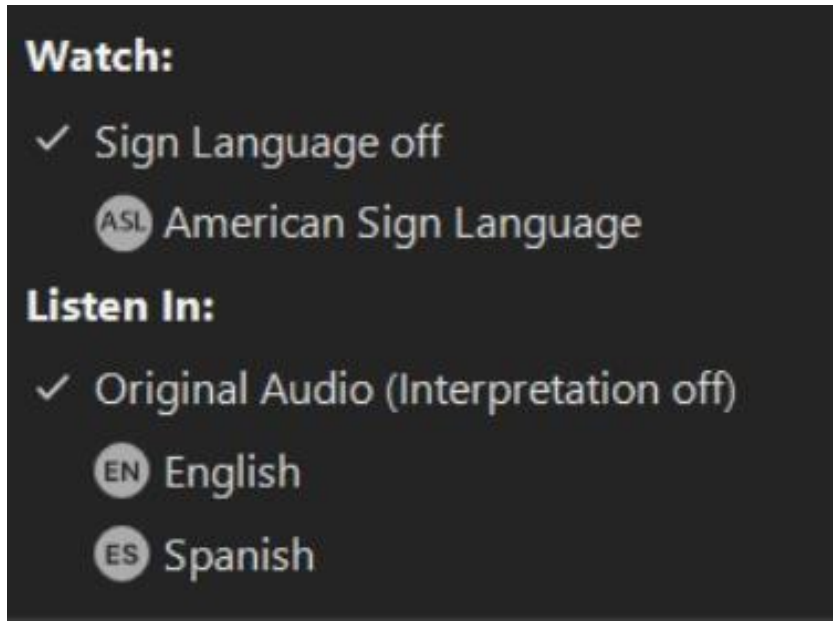 Watch:
✓ Sign Language off
ASL American Sign Language
Listen In:
✓ Original Audio (Interpretation off)
EN English
ES Spanish